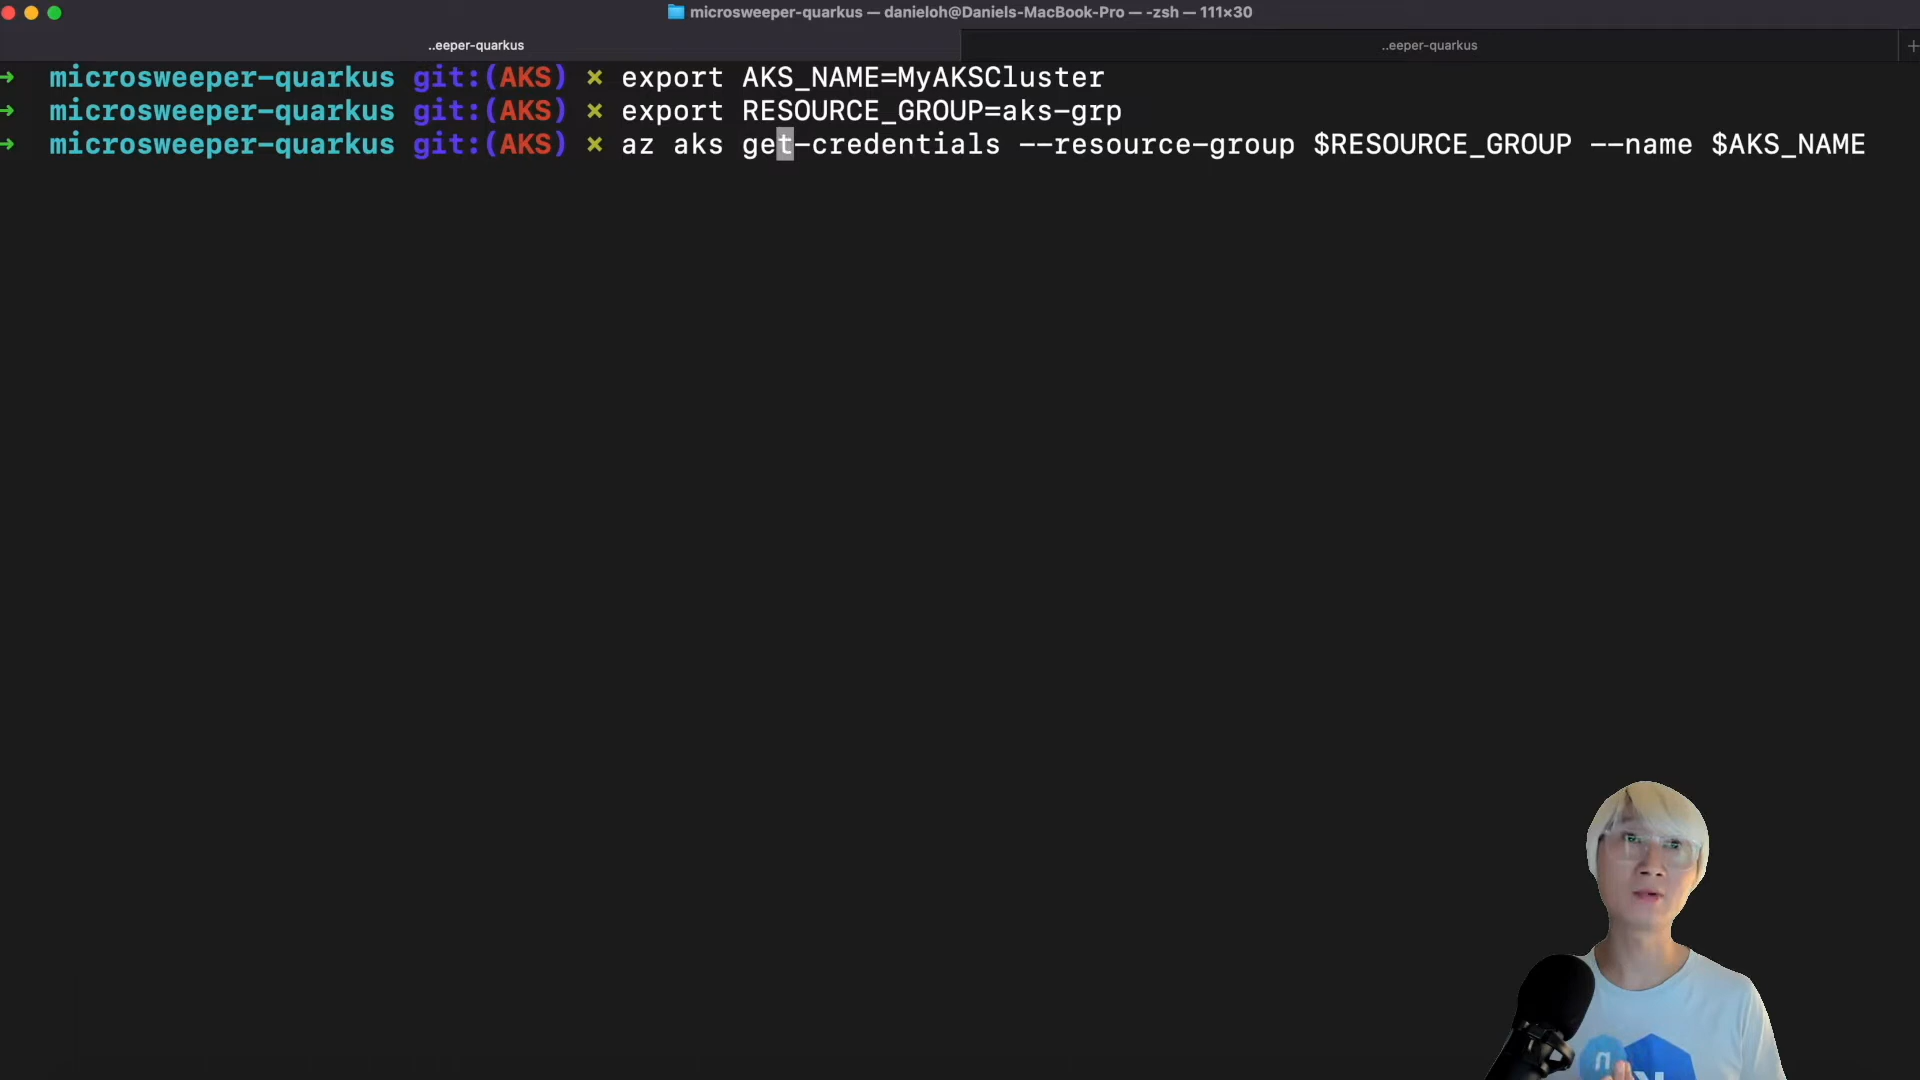 microsweeper-quarkus — danieloh@Daniels-MacBook-Pro — -zsh — 111×30
..eeper-quarkus
..eeper-quarkus
+
→ microsweeper-quarkus git:(AKS) × export AKS_NAME=MyAKSCluster
→ microsweeper-quarkus git:(AKS) × export RESOURCE_GROUP=aks-grp
→ microsweeper-quarkus git:(AKS) × az aks get-credentials --resource-group $RESOURCE_GROUP --name $AKS_NAME